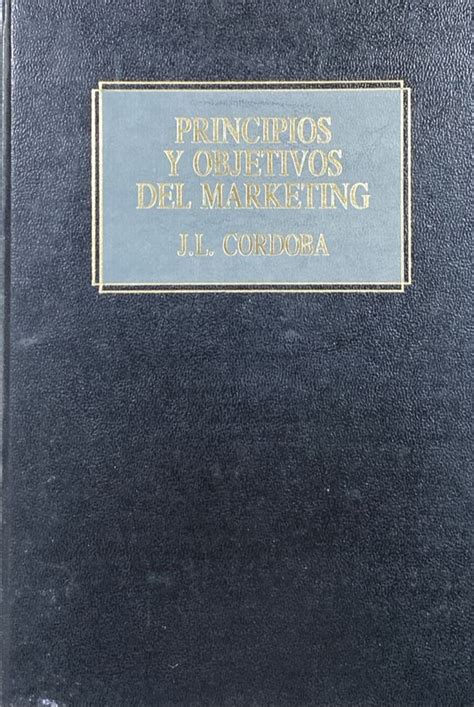 PRINCIPIOS
Y OBJETIVOS
DEL MARKETING
J.L. CORDOBA